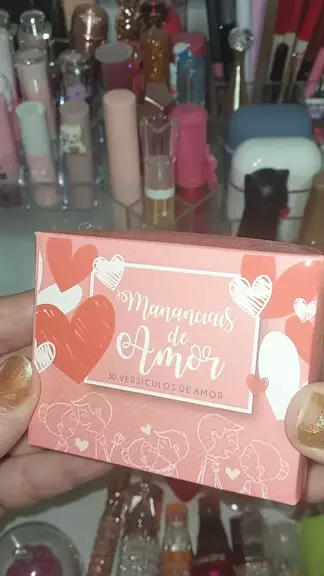 Mananciais
de
Amor
30 VERSÍCULOS DE AMOR